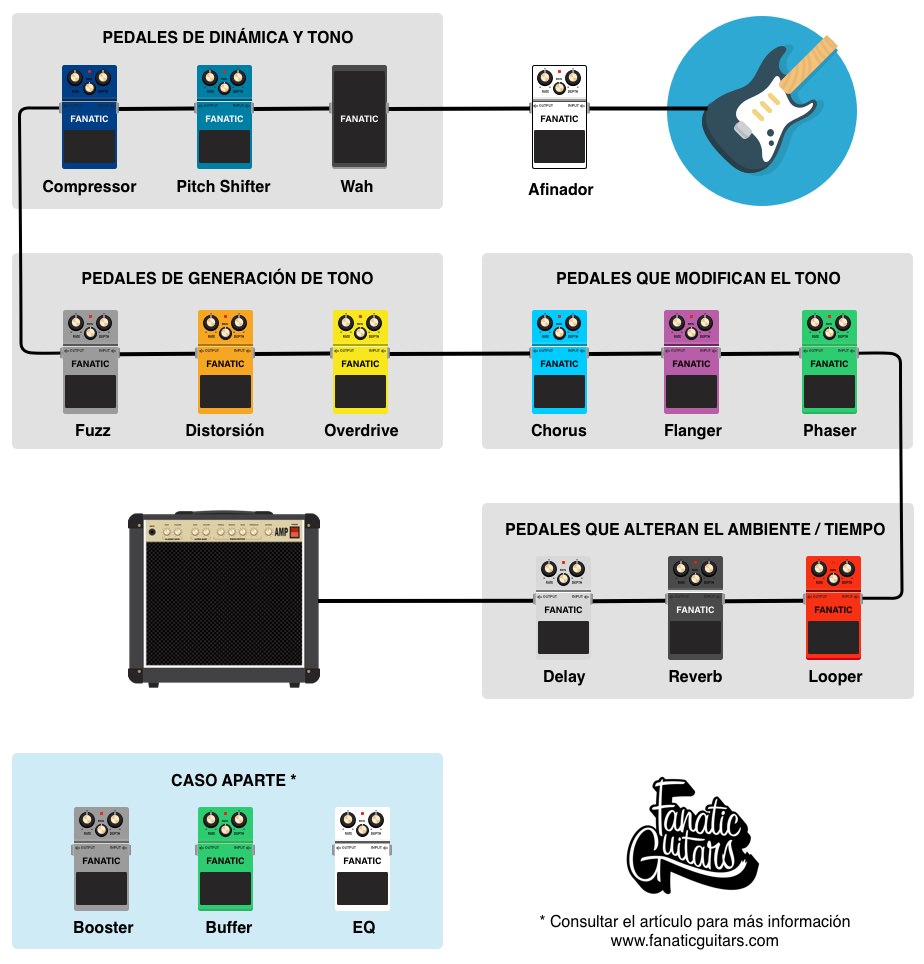 PEDALES DE DINÁMICA Y TONO
OUTPUT INPUT
FANATIC
FANATIC
FANATIC
FANATIC
Compressor
Pitch Shifter
Wah
Afinador
PEDALES DE GENERACIÓN DE TONO
PEDALES QUE MODIFICAN EL TONO
FANATIC
FANATIC
FANATIC
FANATIC
FANATIC
FANATIC
Fuzz
Distorsión
Overdrive
Chorus
Flanger
Phaser
AMP
PEDALES QUE ALTERAN EL AMBIENTE / TIEMPO
FANATIC
FANATIC
FANATIC
Delay
Reverb
Looper
CASO APARTE *
FANATIC
FANATIC
FANATIC
Booster
Buffer
EQ
Fanatic
Guitars
* Consultar el artículo para más información
www.fanaticguitars.com